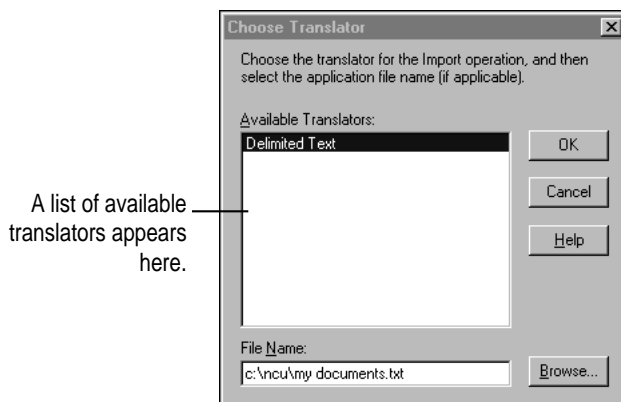 Choose Translator
Choose the translator for the Import operation, and then
select the application file name (if applicable).
Available Translators:
Delimited Text
OK
Cancel
Help
A list of available
translators appears
here.
File Name:
c:\ncu\my documents.txt
Browse...